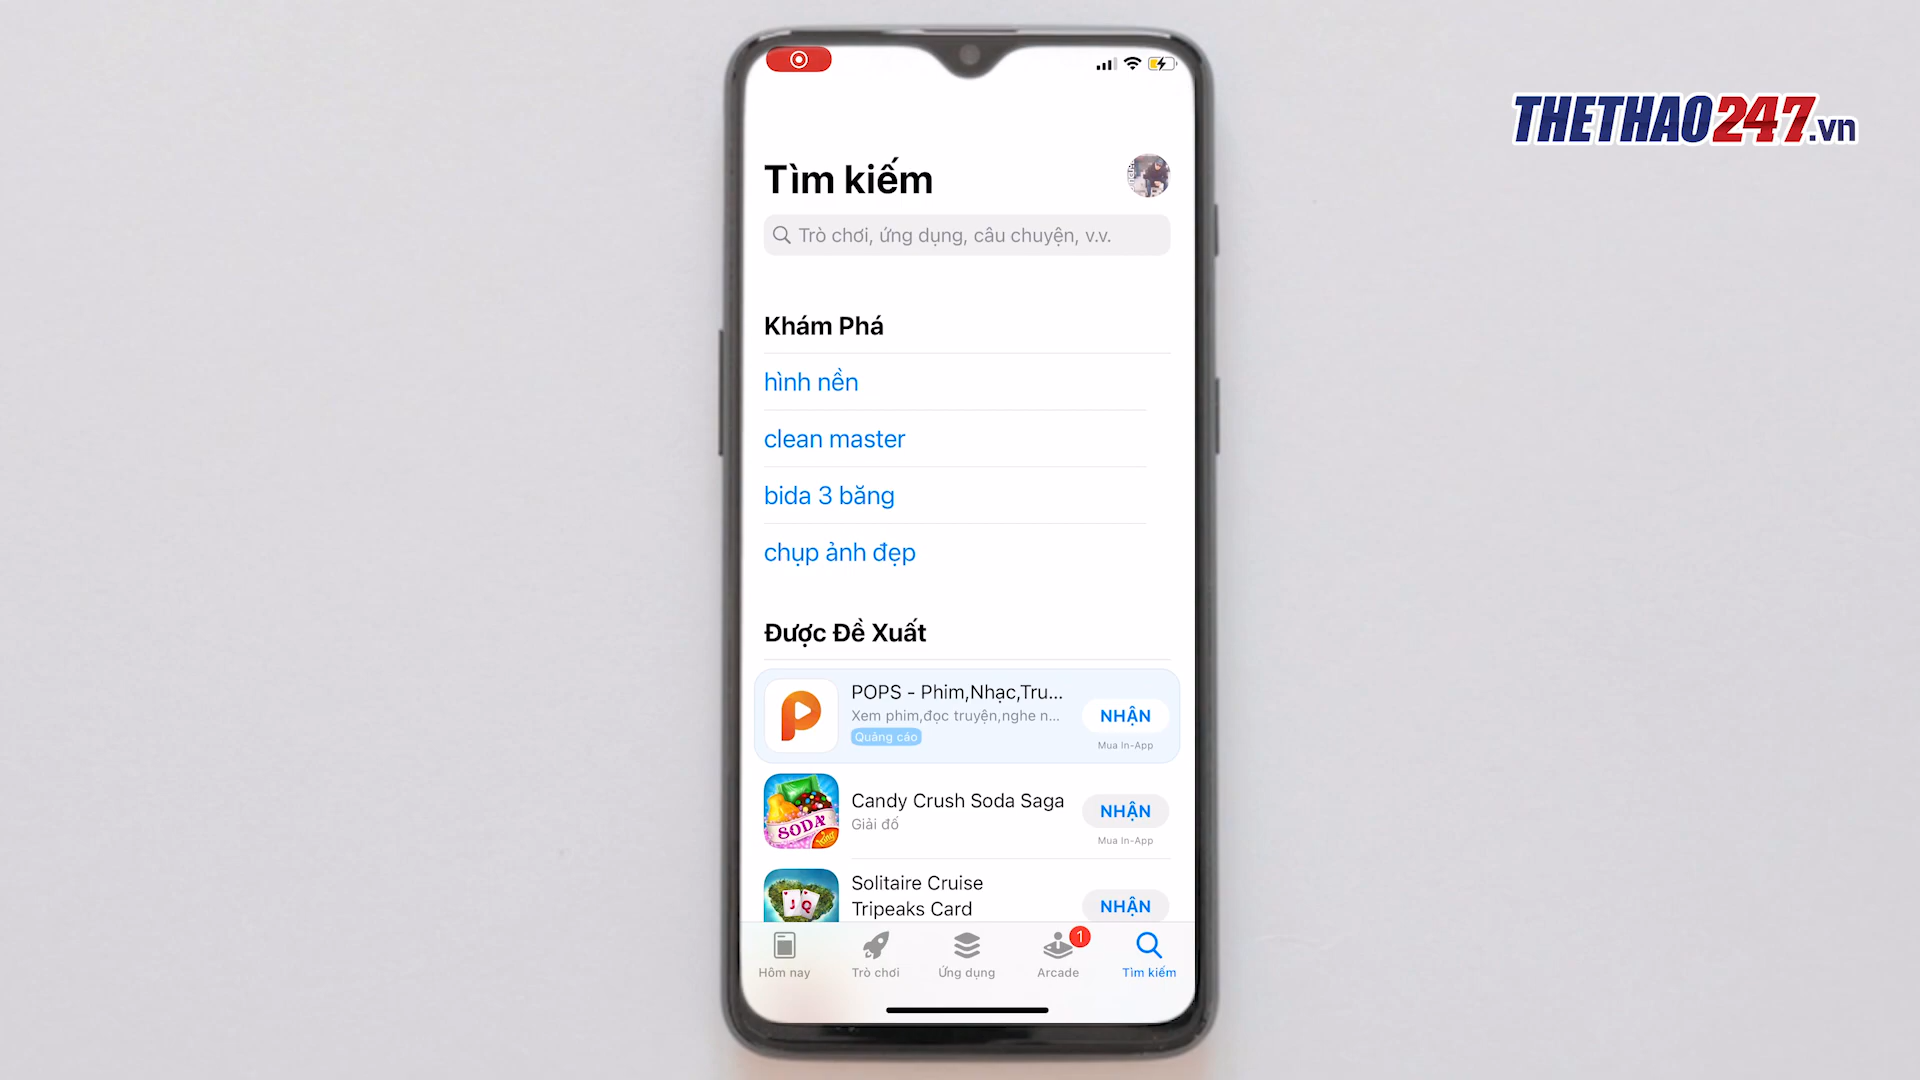 THETHAO247.vn
Tìm kiếm
Trò chơi, ứng dụng, câu chuyện, v.v.
Khám Phá
hình nền
clean master
bida 3 băng
chụp ảnh đẹp
Được Đề Xuất
POPS - Phim,Nhạc,Tru...
Xem phim,đọc truyện,nghe n...
Quảng cáo
NHẬN
Mua In-App
SODA
King
Candy Crush Soda Saga
Giải đố
NHẬN
Mua In-App
J Q
Solitaire Cruise
Tripeaks Card
NHẬN
1
Hôm nay
Trò chơi
Ứng dụng
Arcade
Tìm kiếm